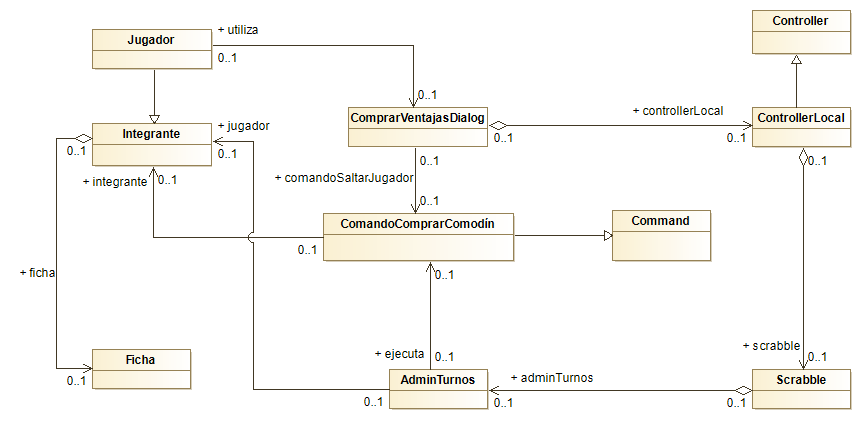 Controller
+ utiliza
Jugador
0..1
0..1
ComprarVentajasDialog
+ controllerLocal
ControllerLocal
+ jugador
Integrante
0..1
0..1
0..1
0..1
0..1
0..1
0..1
+ integrante
0..1
+ comandoSaltarJugador
0..1
ComandoComprarComodín
Command
0..1
0..1
+ ficha
+ scrabble
+ ejecuta
0..1
0..1
Ficha
0..1
AdminTurnos
+ adminTurnos
Scrabble
0..1
0..1
0..1